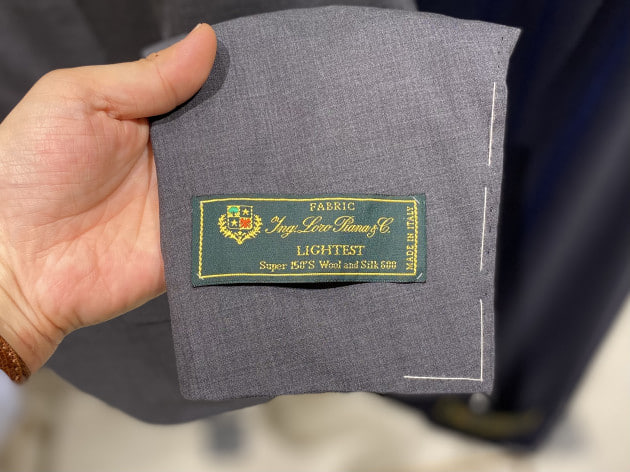 FABRIC
Ing. Loro Piana & C.
LIGHTEST
Super 150'S Wool and Silk 600
MADE IN ITALY